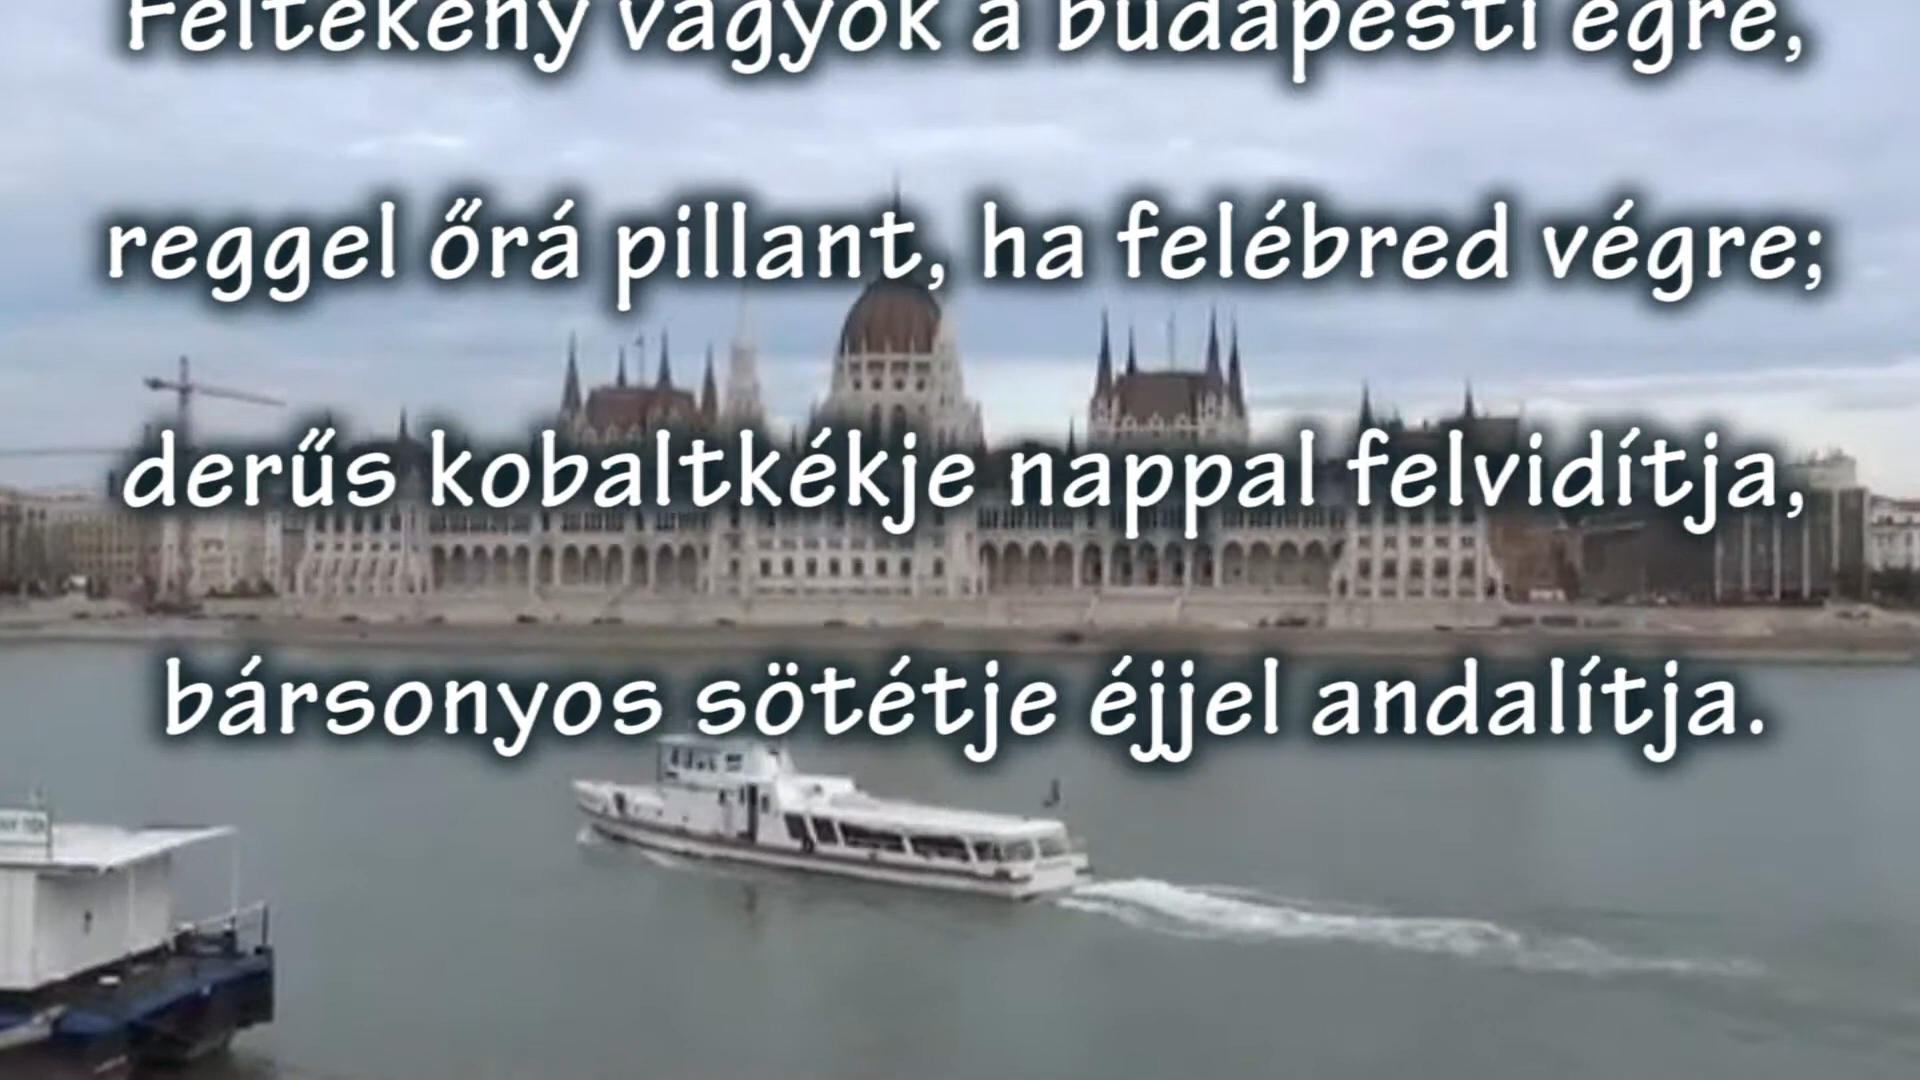 Féltékeny vagyok a budapesti égre,
reggel őrá pillant, ha felébred végre;
derűs kobaltkékje nappal felvidítja,
bársonyos sötétje éjjel andalítja.